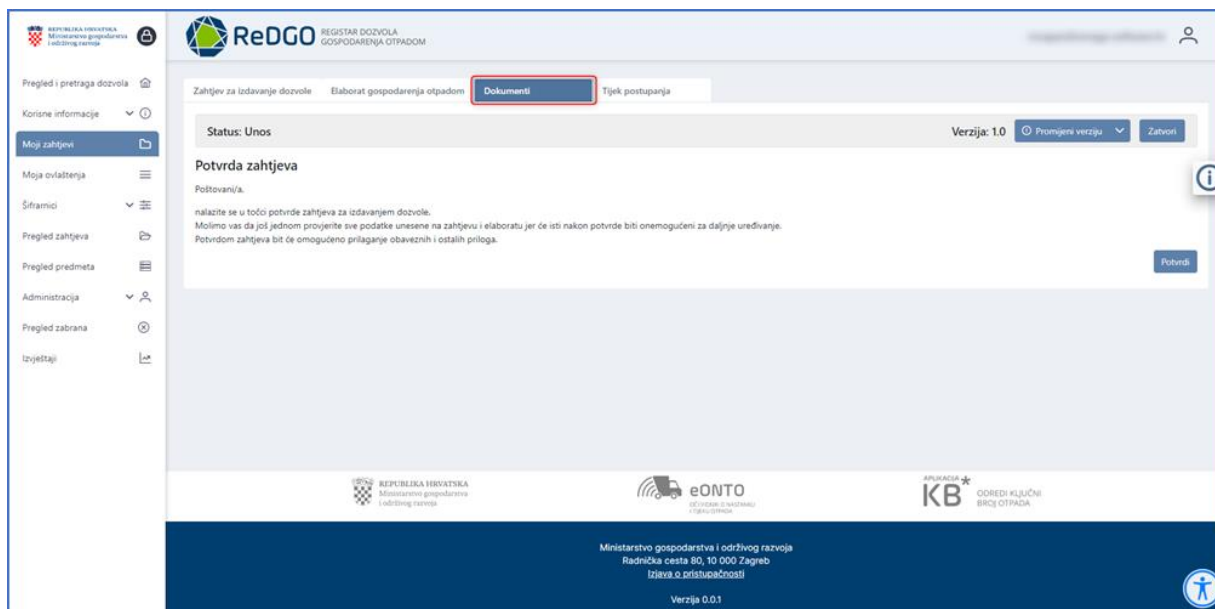 REPUBLIKA HRVATSKA
Ministarstvo gospodarstva
i održivog razvoja
ReDGO
REGISTAR DOZVOLA
GOSPODARENJA OTPADOM
Pregled i pretraga dozvola
Korisne informacije
Moji zahtjevi
Moja ovlaštenja
Šifrarnici
Pregled zahtjeva
Pregled predmeta
Administracija
Pregled zabrana
Izvještaji
Zahtjev za izdavanje dozvole
Elaborat gospodarenja otpadom
Dokumenti
Tijek postupanja
Status: Unos
Verzija: 1.0
Promijeni verziju
Zatvori
Potvrda zahtjeva
Poštovani/a,
nalazite se u točci potvrde zahtjeva za izdavanjem dozvole.
Molimo vas da još jednom provjerite sve podatke unesene na zahtjevu i elaboratu jer će isti nakon potvrde biti onemogućeni za daljnje uređivanje.
Potvrdom zahtjeva bit će omogućeno prilaganje obaveznih i ostalih priloga.
Potvrdi
REPUBLIKA HRVATSKA
Ministarstvo gospodarstva
i održivog razvoja
eONTO
OČEVIDNIK O NASTANKU
I TIJEKU OTPADA
APLIKACIJA
KB*
ODREDI KLJUČNI
BROJ OTPADA
Ministarstvo gospodarstva i održivog razvoja
Radnička cesta 80, 10 000 Zagreb
Izjava o pristupačnosti
Verzija 0.0.1